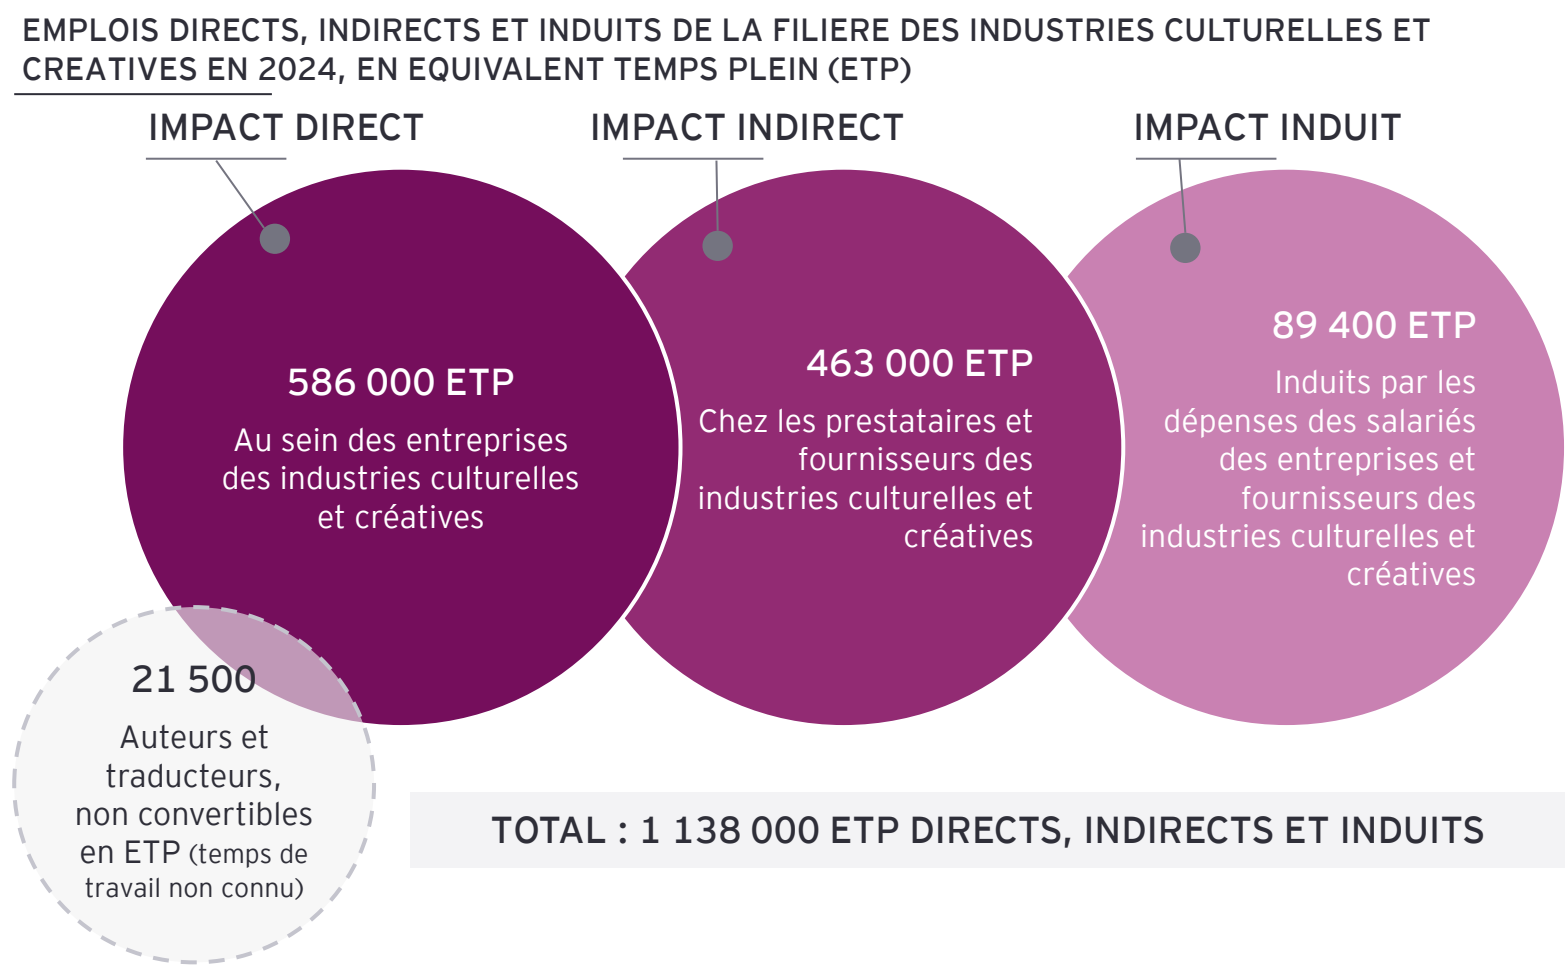 EMPLOIS DIRECTS, INDIRECTS ET INDUITS DE LA FILIERE DES INDUSTRIES CULTURELLES ET
CREATIVES EN 2024, EN EQUIVALENT TEMPS PLEIN (ETP)
IMPACT DIRECT
586 000 ETP
Au sein des entreprises
des industries culturelles
et créatives
IMPACT INDIRECT
463 000 ETP
Chez les prestataires et
fournisseurs des
industries culturelles et
créatives
IMPACT INDUIT
89 400 ETP
Induits par les
dépenses des salariés
des entreprises et
fournisseurs des
industries culturelles et
créatives
21 500
Auteurs et
traducteurs,
non convertibles
en ETP (temps de
travail non connu)
TOTAL : 1 138 000 ETP DIRECTS, INDIRECTS ET INDUITS